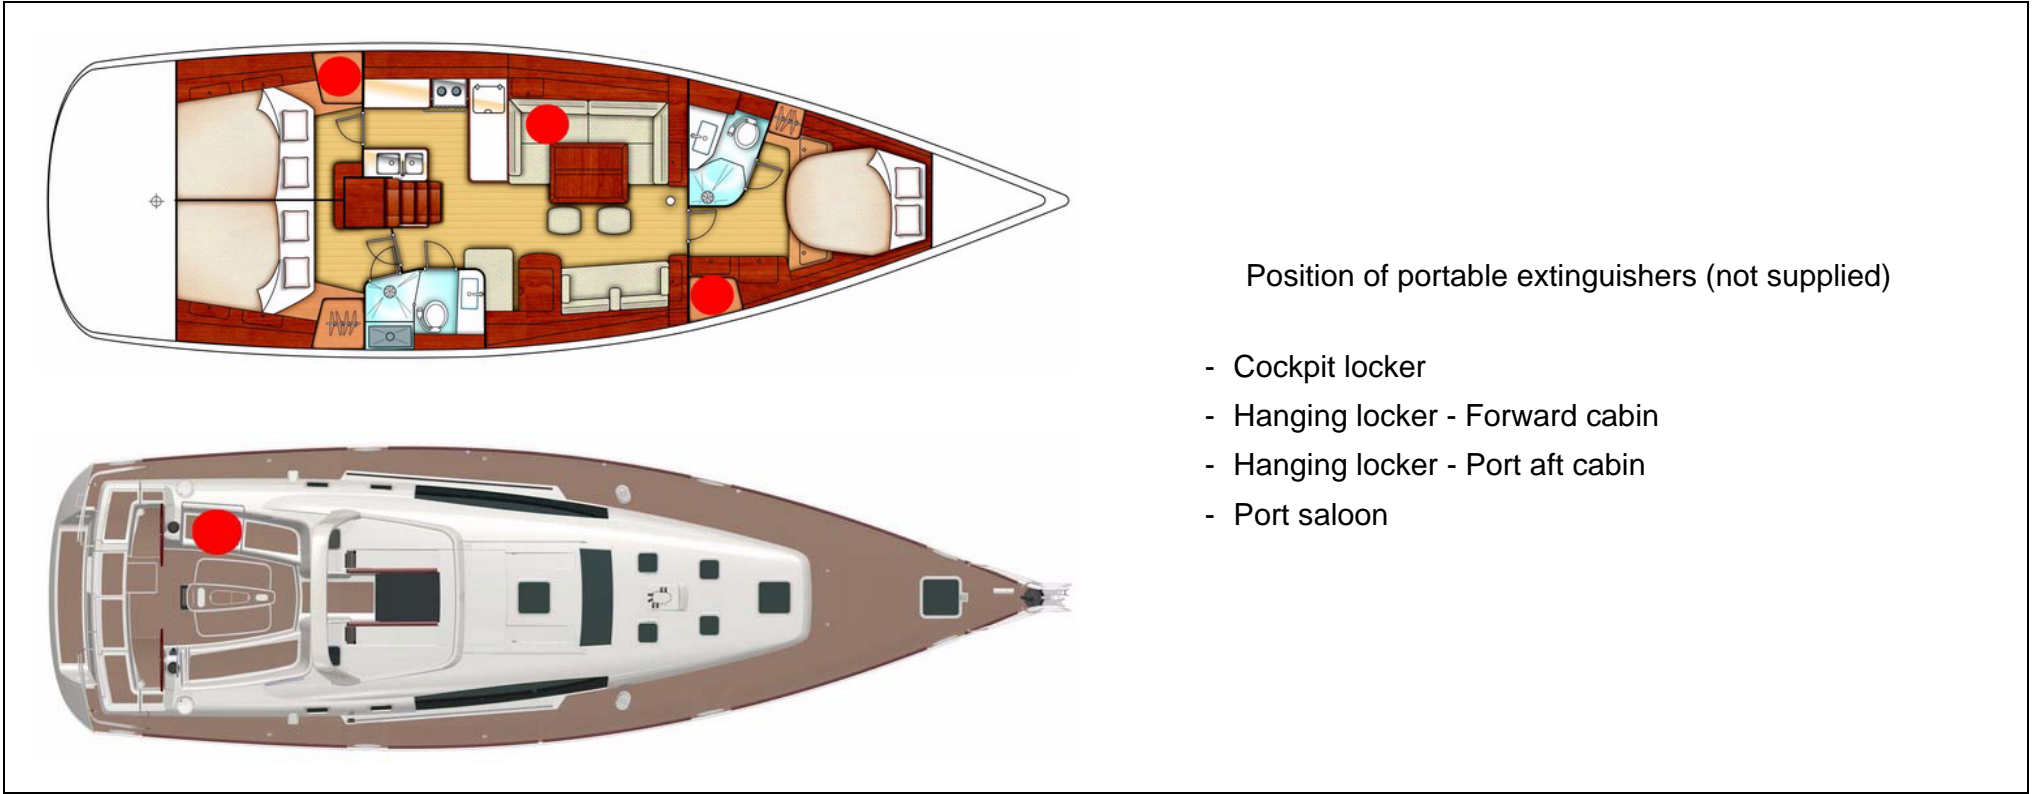 Position of portable extinguishers (not supplied)
- Cockpit locker
- Hanging locker - Forward cabin
- Hanging locker - Port aft cabin
- Port saloon